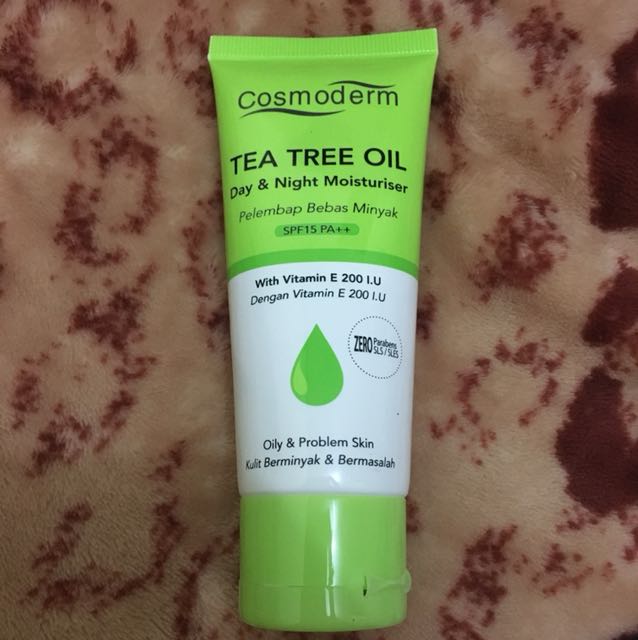 Cosmoderm
TEA TREE OIL
Day & Night Moisturiser
Pelembap Bebas Minyak
SPF15 PA++
With Vitamin E 200 I.U
Dengan Vitamin E 200 I.U
ZERO Parabens
SLS/SLES
Oily & Problem Skin
Kulit Berminyak & Bermasalah